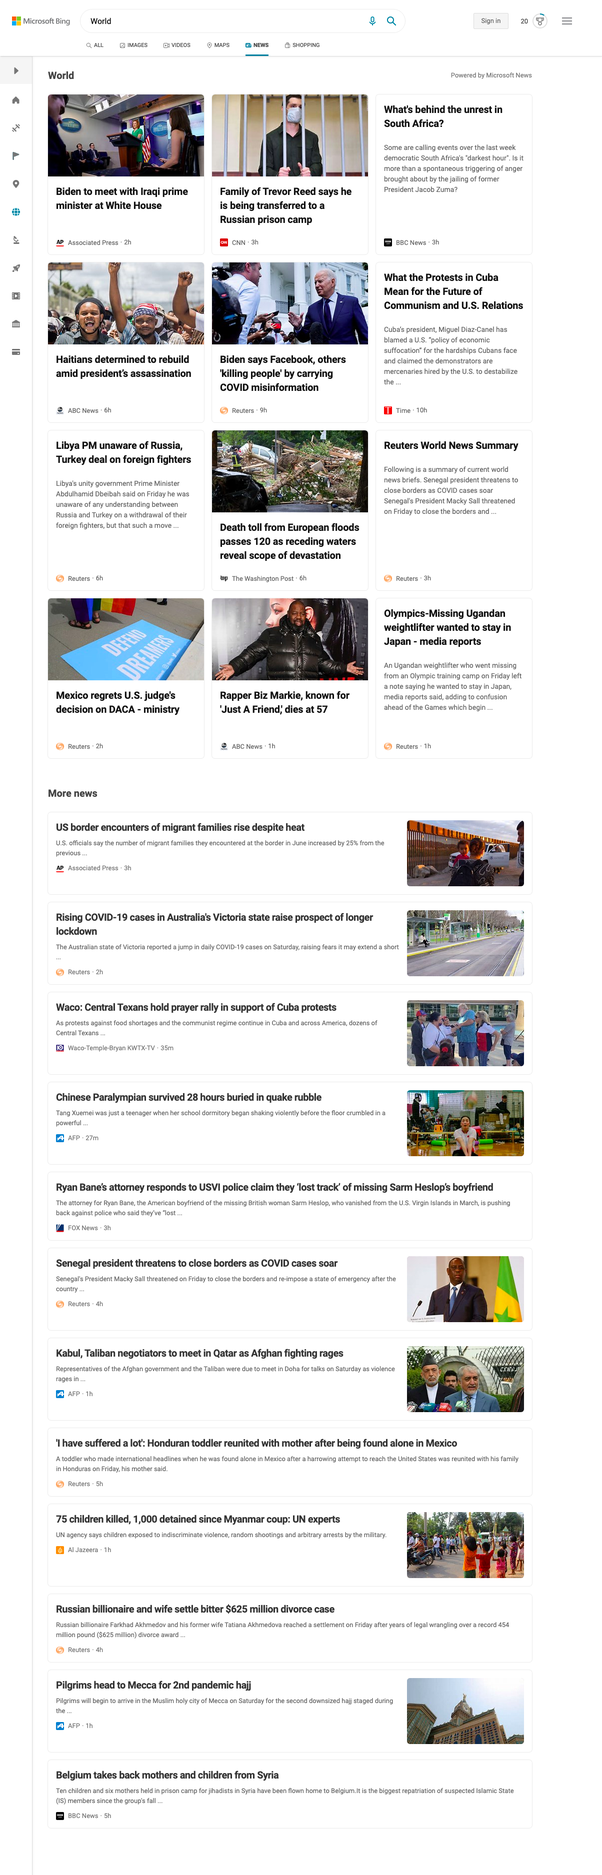 Microsoft Bing
World
Sign in
20
ALL
IMAGES
VIDEOS
MAPS
NEWS
SHOPPING
World
Powered by Microsoft News
Biden to meet with Iraqi prime
minister at White House
AP Associated Press · 2h
Family of Trevor Reed says he
is being transferred to a
Russian prison camp
CNN · 3h
What's behind the unrest in
South Africa?
Some are calling events over the last week
democratic South Africa's "darkest hour". Is it
more than a spontaneous triggering of anger
brought about by the jailing of former
President Jacob Zuma?
BBC News · 3h
Haitians determined to rebuild
amid president's assassination
ABC News · 6h
Biden says Facebook, others
'killing people' by carrying
COVID misinformation
Reuters · 9h
What the Protests in Cuba
Mean for the Future of
Communism and U.S. Relations
Cuba's president, Miguel Diaz-Canel has
blamed a U.S. "policy of economic
suffocation" for the hardships Cubans face
and claimed the demonstrators are
mercenaries hired by the U.S. to destabilize
the ...
Time · 10h
Libya PM unaware of Russia,
Turkey deal on foreign fighters
Libya's unity government Prime Minister
Abdulhamid Dbeibah said on Friday he was
unaware of any understanding between
Russia and Turkey on a withdrawal of their
foreign fighters, but that such a move ...
Reuters · 6h
Death toll from European floods
passes 120 as receding waters
reveal scope of devastation
wp The Washington Post · 6h
Reuters World News Summary
Following is a summary of current world
news briefs. Senegal president threatens to
close borders as COVID cases soar
Senegal's President Macky Sall threatened
on Friday to close the borders and ...
Reuters · 3h
DEFEND
DREAMERS
Mexico regrets U.S. judge's
decision on DACA - ministry
Reuters · 2h
Rapper Biz Markie, known for
'Just A Friend,' dies at 57
ABC News · 1h
Olympics-Missing Ugandan
weightlifter wanted to stay in
Japan - media reports
An Ugandan weightlifter who went missing
from an Olympic training camp on Friday left
a note saying he wanted to stay in Japan,
media reports said, adding to confusion
ahead of the Games which begin ...
Reuters · 1h
More news
US border encounters of migrant families rise despite heat
U.S. officials say the number of migrant families they encountered at the border in June increased by 25% from the
previous ...
AP Associated Press · 3h
Rising COVID-19 cases in Australia's Victoria state raise prospect of longer
lockdown
The Australian state of Victoria reported a jump in daily COVID-19 cases on Saturday, raising fears it may extend a short
...
Reuters · 2h
Waco: Central Texans hold prayer rally in support of Cuba protests
As protests against food shortages and the communist regime continue in Cuba and across America, dozens of
Central Texans ...
Waco-Temple-Bryan KWTX-TV · 35m
Chinese Paralympian survived 28 hours buried in quake rubble
Tang Xuemei was just a teenager when her school dormitory began shaking violently before the floor crumbled in a
powerful ...
AFP · 27m
Ryan Bane's attorney responds to USVI police claim they 'lost track' of missing Sarm Heslop's boyfriend
The attorney for Ryan Bane, the American boyfriend of the missing British woman Sarm Heslop, who vanished from the U.S. Virgin Islands in March, is pushing
back against police who said they've "lost ...
FOX News · 3h
Senegal president threatens to close borders as COVID cases soar
Senegal's President Macky Sall threatened on Friday to close the borders and re-impose a state of emergency after the
country ...
Reuters · 4h
Kabul, Taliban negotiators to meet in Qatar as Afghan fighting rages
Representatives of the Afghan government and the Taliban were due to meet in Doha for talks on Saturday as violence
rages in ...
AFP · 1h
'I have suffered a lot': Honduran toddler reunited with mother after being found alone in Mexico
A toddler who made international headlines when he was found alone in Mexico after a harrowing attempt to reach the United States was reunited with his family
in Honduras on Friday, his mother said.
Reuters · 5h
75 children killed, 1,000 detained since Myanmar coup: UN experts
UN agency says children exposed to indiscriminate violence, random shootings and arbitrary arrests by the military.
Al Jazeera · 1h
Russian billionaire and wife settle bitter $625 million divorce case
Russian billionaire Farkhad Akhmedov and his former wife Tatiana Akhmedova reached a settlement on Friday after years of legal wrangling over a record 454
million pound ($625 million) divorce award ...
Reuters · 4h
Pilgrims head to Mecca for 2nd pandemic hajj
Pilgrims will begin to arrive in the Muslim holy city of Mecca on Saturday for the second downsized hajj staged during
the ...
AFP · 1h
Belgium takes back mothers and children from Syria
Ten children and six mothers held in prison camp for jihadists in Syria have been flown home to Belgium.It is the biggest repatriation of suspected Islamic State
(IS) members since the group's fall ...
BBC News · 5h